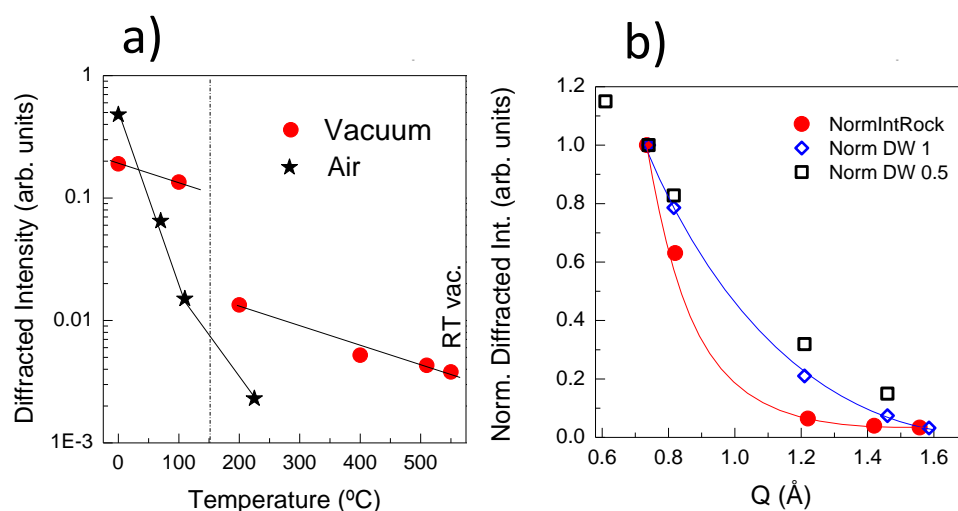 a)
Diffracted Intensity (arb. units)
1
0.1
0.01
1E-3
Vacuum
Air
RT vac.
0 100 200 300 400 500
Temperature (ºC)
b)
Norm. Diffracted Int. (arb. units)
1.2
1.0
0.8
0.6
0.4
0.2
0.0
NormIntRock
Norm DW 1
Norm DW 0.5
0.6 0.8 1.0 1.2 1.4 1.6
Q (Å)